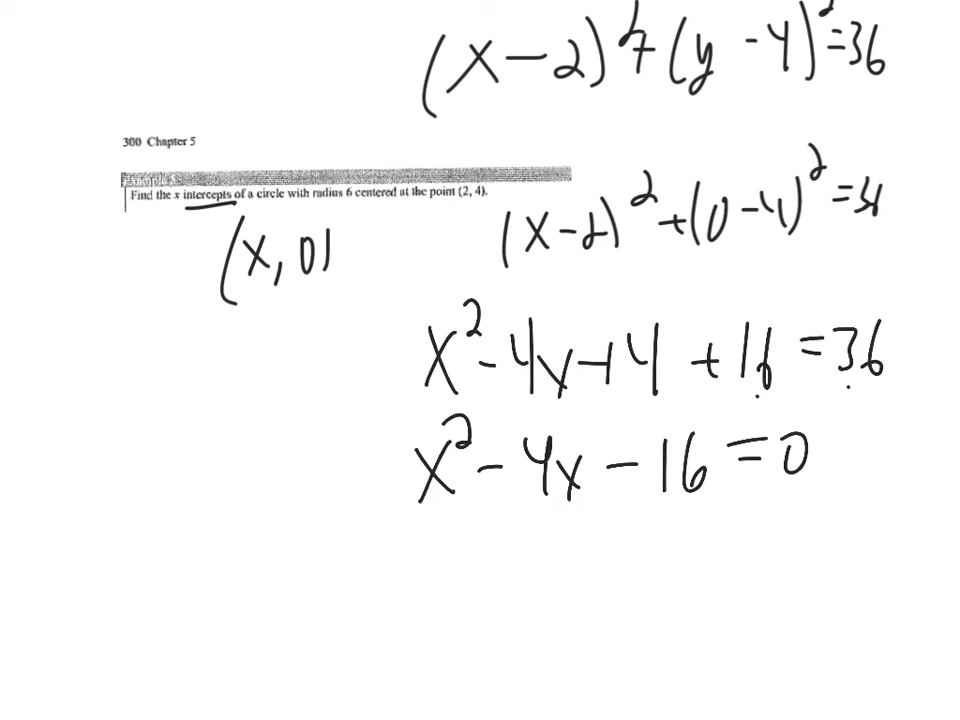 (x-2)²+(y-4)²=36
300 Chapter 5
Find the x intercepts of a circle with radius 6 centered at the point (2, 4).
(x-2)²+(0-4)²=36
(x, 0)
x²-4x+4+16=36
x²-4x-16=0